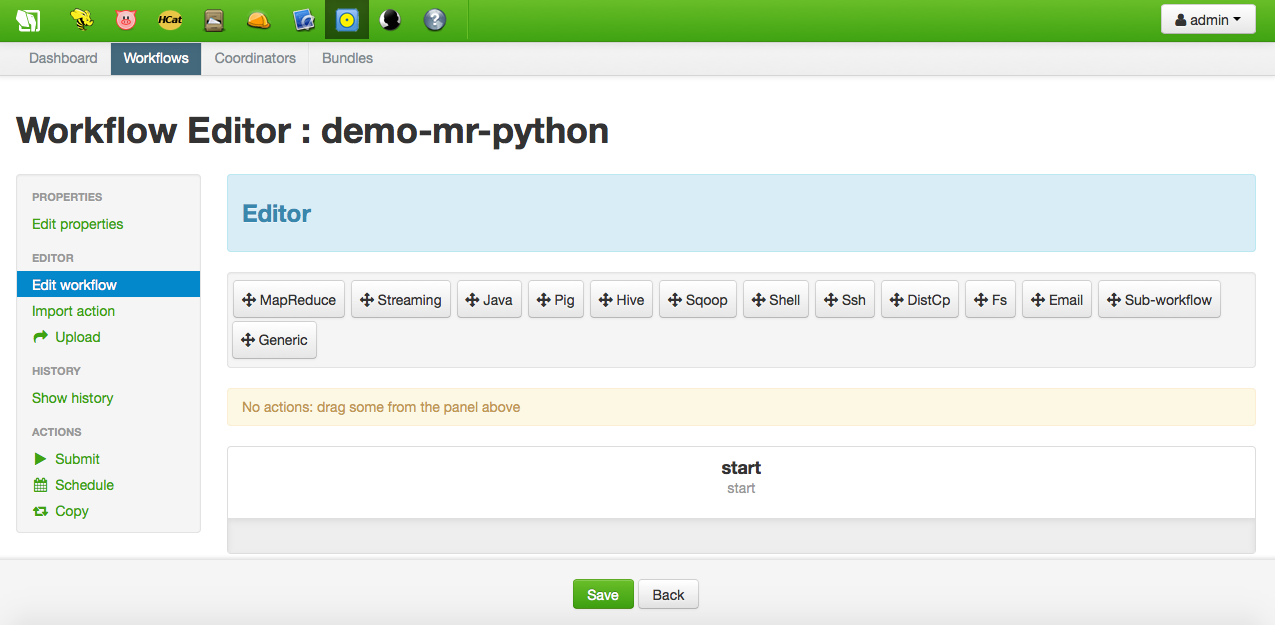 HCat
?
admin
Dashboard Workflows Coordinators Bundles
Workflow Editor : demo-mr-python
PROPERTIES
Edit properties
EDITOR
Edit workflow
Import action
Upload
HISTORY
Show history
ACTIONS
Submit
Schedule
Copy
Editor
MapReduce Streaming Java Pig Hive Sqoop Shell Ssh DistCp Fs Email Sub-workflow
Generic
No actions: drag some from the panel above
start
start
Save Back